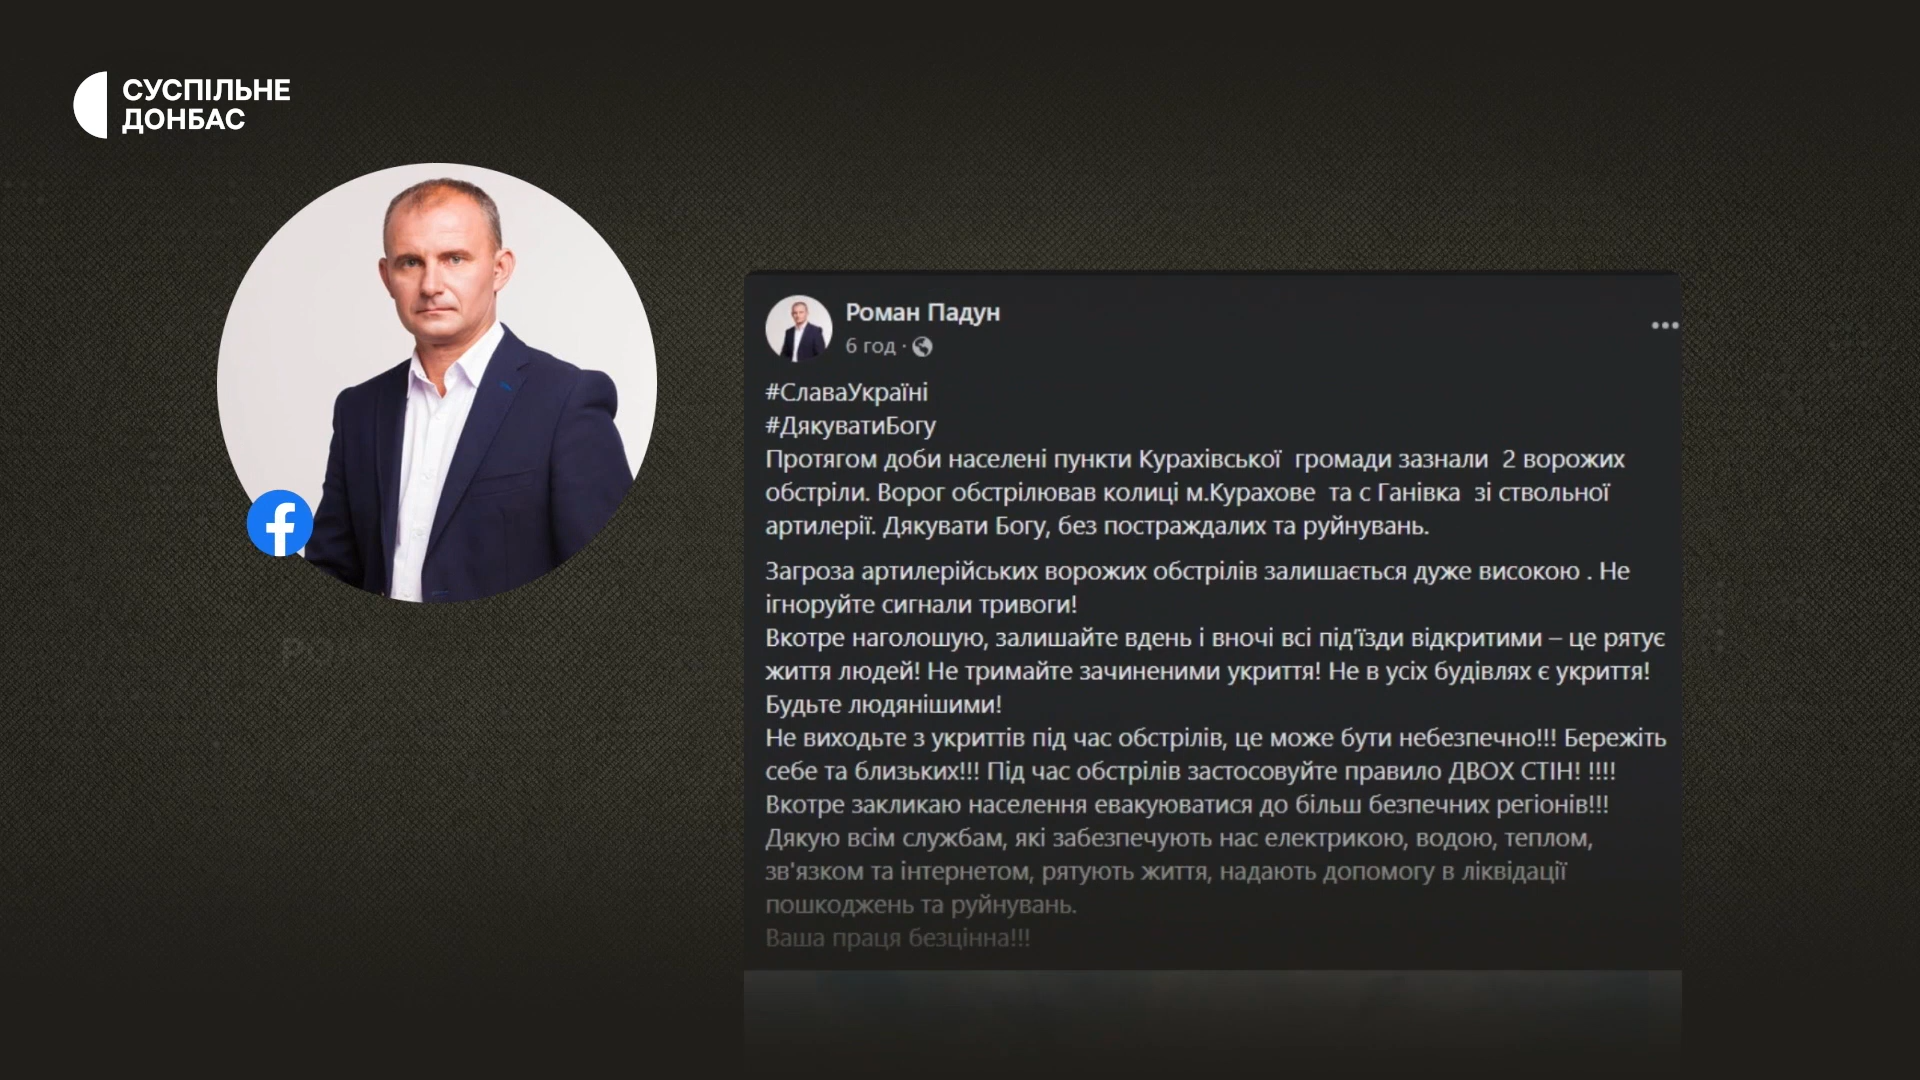 СУСПІЛЬНЕ
ДОНБАС
Роман Падун
6 год ·
#СлаваУкраїні
#ДякуватиБогу
Протягом доби населені пункти Курахівської громади зазнали 2 ворожих
обстріли. Ворог обстрілював колиці м.Курахове та с Ганівка зі ствольної
артилерії. Дякувати Богу, без постраждалих та руйнувань.
Загроза артилерійських ворожих обстрілів залишається дуже високою . Не
ігноруйте сигнали тривоги!
Вкотре наголошую, залишайте вдень і вночі всі під'їзди відкритими – це рятує
життя людей! Не тримайте зачиненими укриття! Не в усіх будівлях є укриття!
Будьте людянішими!
Не виходьте з укриттів під час обстрілів, це може бути небезпечно!!! Бережіть
себе та близьких!!! Під час обстрілів застосовуйте правило ДВОХ СТІН! !!!!
Вкотре закликаю населення евакуюватися до більш безпечних регіонів!!!
Дякую всім службам, які забезпечують нас електрикою, водою, теплом,
зв'язком та інтернетом, рятують життя, надають допомогу в ліквідації
пошкоджень та руйнувань.
Ваша праця безцінна!!!